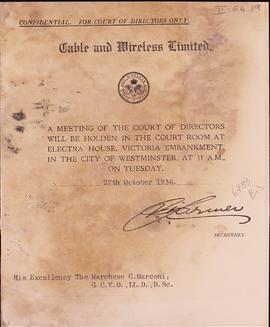 CONFIDENTIAL. FOR COURT OF DIRECTORS ONLY.
Cable and Wireless Limited.
A MEETING OF THE COURT OF DIRECTORS
WILL BE HOLDEN IN THE COURT ROOM AT
ELECTRA HOUSE, VICTORIA EMBANKMENT,
IN THE CITY OF WESTMINSTER, AT 11 A.M.,
ON TUESDAY.
27th October 1936.
SECRETARY.
His Excellency The Marchese G.Marconi,
G.C.V.O.,LL.D.,D.Sc.